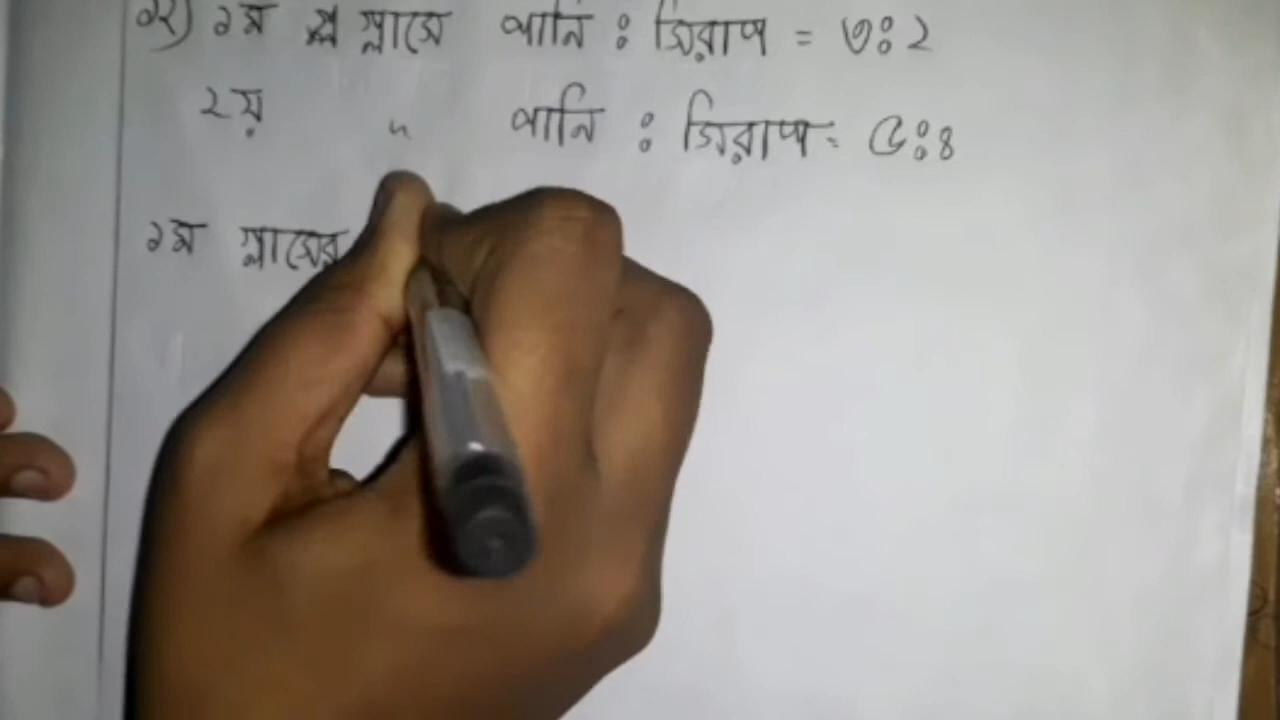 ১২) ১ম গ্লাসে পানি : সিরাপ = ৩ঃ২
২য় " পানি : সিরাপ = ৫ঃ৪
১ম গ্লাসের